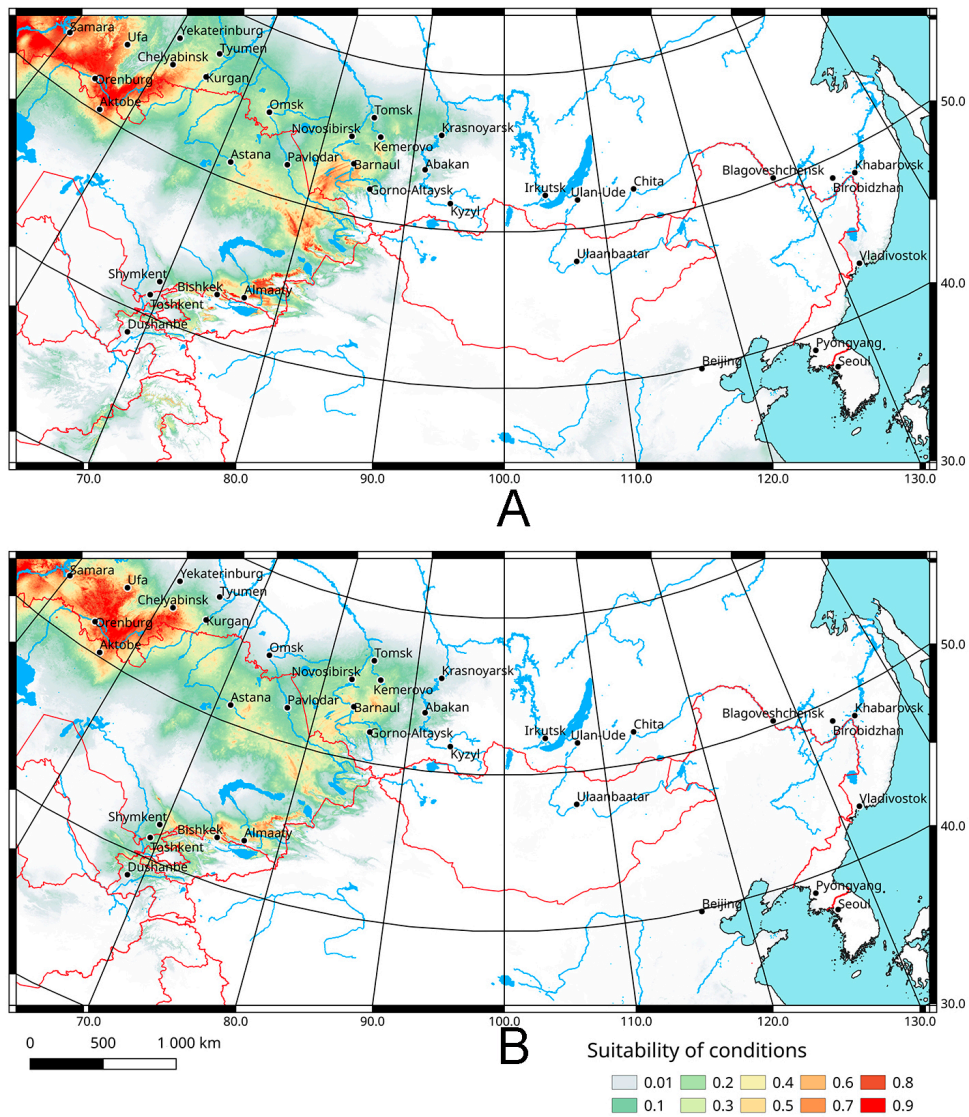 Samara
Yekaterinburg
Ufa
Tyumen
Chelyabinsk
Orenburg
Kurgan
Aktobe
Omsk
Tomsk
Novosibirsk
Krasnoyarsk
Kemerovo
Astana
Pavlodar
Barnaul
Abakan
Gorno-Altaysk
Kyzyl
Irkutsk
Ulan-Ude
Chita
Blagoveshchensk
Khabarovsk
Birobidzhan
Ulaanbaatar
Vladivostok
Shymkent
Bishkek
Almaaty
Toshkent
Dushanbe
Beijing
Pyongyang
Seoul
50.0
40.0
30.0
70.0 80.0 90.0 100.0 110.0 120.0 130.0
A
Samara
Yekaterinburg
Ufa
Tyumen
Chelyabinsk
Orenburg
Kurgan
Aktobe
Omsk
Tomsk
Novosibirsk
Krasnoyarsk
Kemerovo
Astana
Pavlodar
Barnaul
Abakan
Gorno-Altaysk
Kyzyl
Irkutsk
Ulan-Ude
Chita
Blagoveshchensk
Khabarovsk
Birobidzhan
Ulaanbaatar
Vladivostok
Shymkent
Bishkek
Almaaty
Toshkent
Dushanbe
Beijing
Pyongyang
Seoul
50.0
40.0
30.0
70.0 80.0 90.0 100.0 110.0 120.0 130.0
B
0 500 1 000 km
Suitability of conditions
0.01 0.2 0.4 0.6 0.8
0.1 0.3 0.5 0.7 0.9